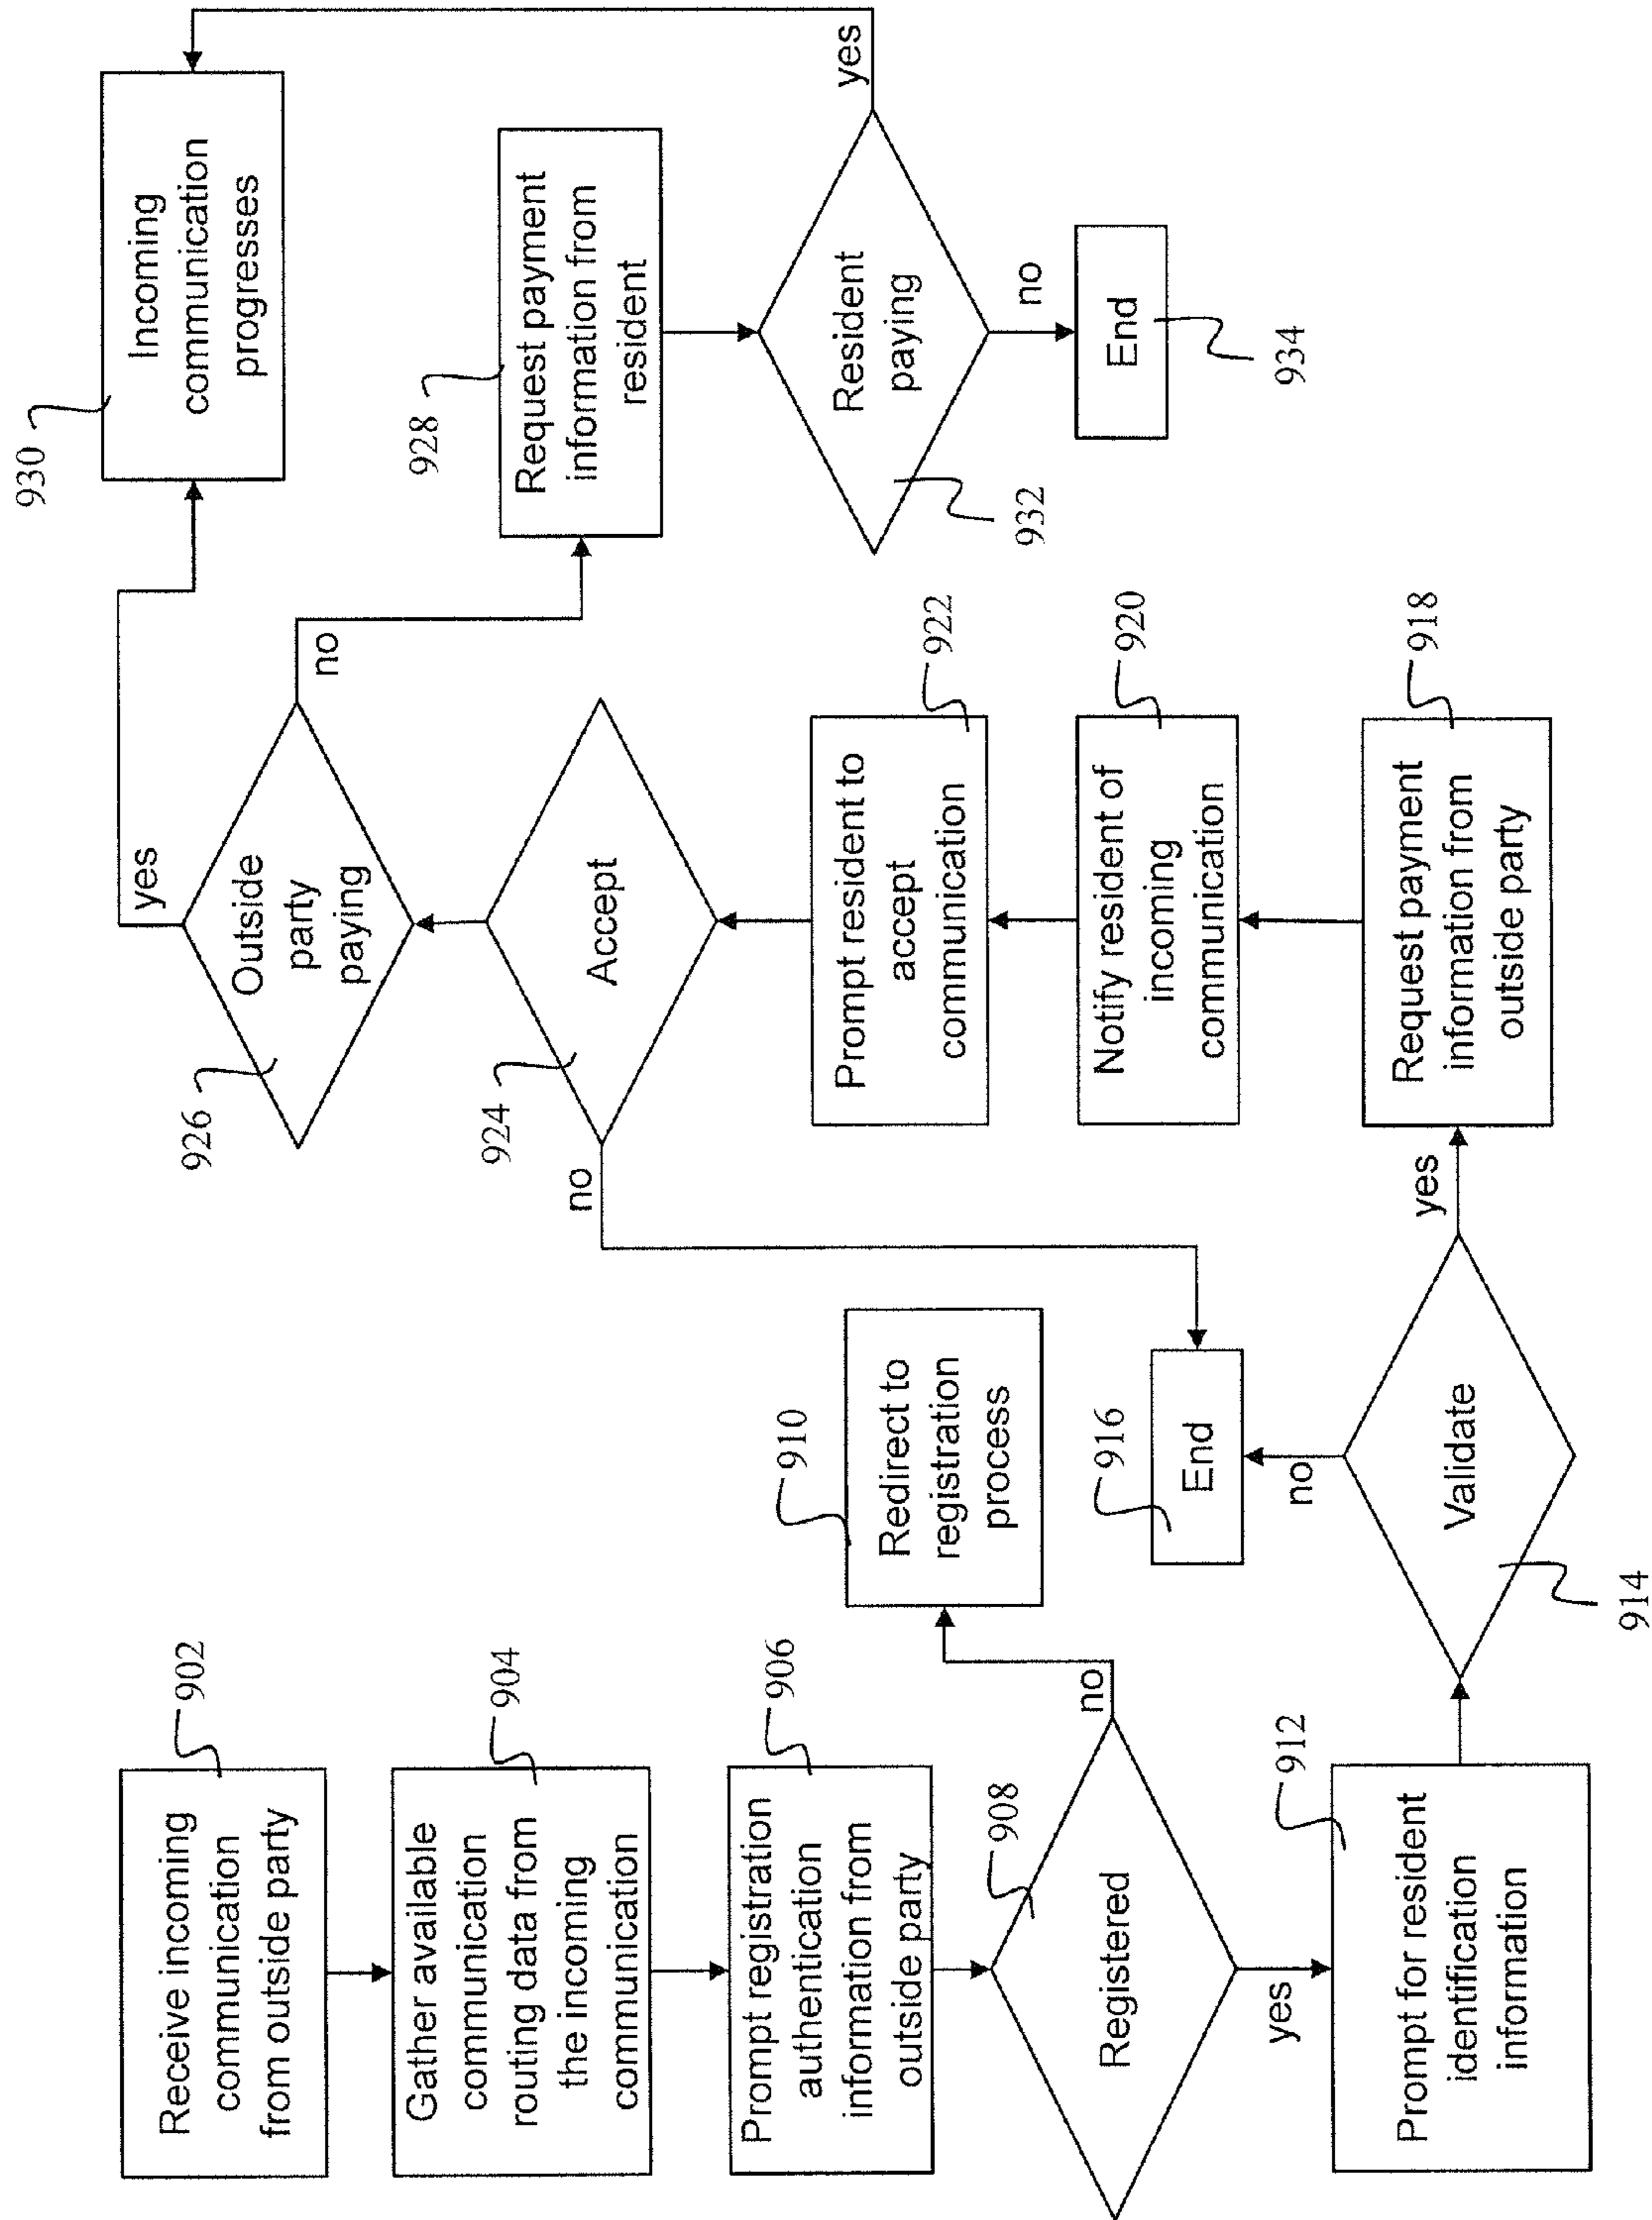 Receive incoming
communication
from outside party
902
Gather available
communication
routing data from
the incoming
communication
904
Prompt registration
authentication
information from
outside party
906
Registered
908
no
yes
Redirect to
registration
process
910
Prompt for resident
identification
information
912
Validate
914
no
yes
End
916
Request payment
information from
outside party
918
Notify resident of
incoming
communication
920
Prompt resident to
accept
communication
922
Accept
924
no
Outside
party
paying
926
yes
no
Request payment
information from
resident
928
Incoming
communication
progresses
930
Resident
paying
932
yes
no
End
934